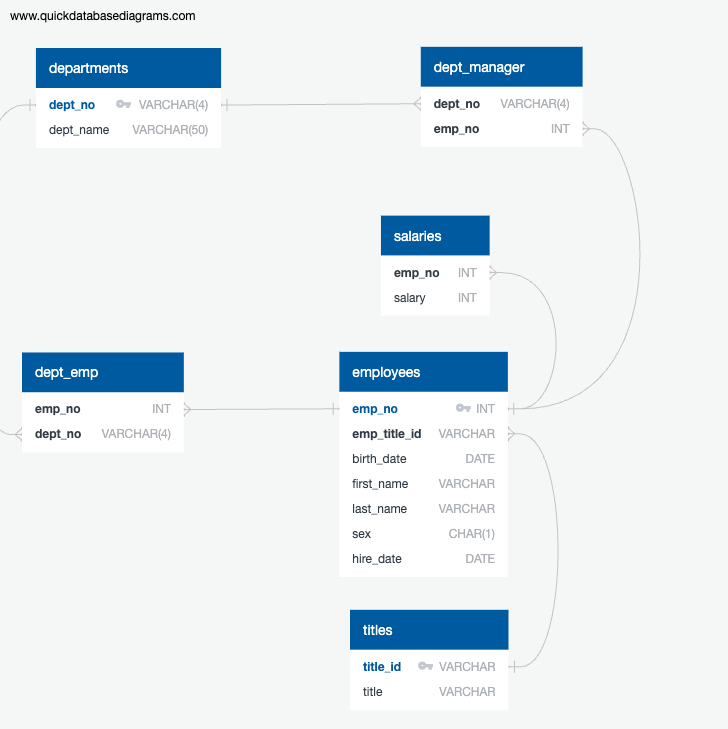 www.quickdatabasediagrams.com
departments
dept_no VARCHAR(4)
dept_name VARCHAR(50)
dept_manager
dept_no VARCHAR(4)
emp_no INT
salaries
emp_no INT
salary INT
dept_emp
emp_no INT
dept_no VARCHAR(4)
employees
emp_no INT
emp_title_id VARCHAR
birth_date DATE
first_name VARCHAR
last_name VARCHAR
sex CHAR(1)
hire_date DATE
titles
title_id VARCHAR
title VARCHAR